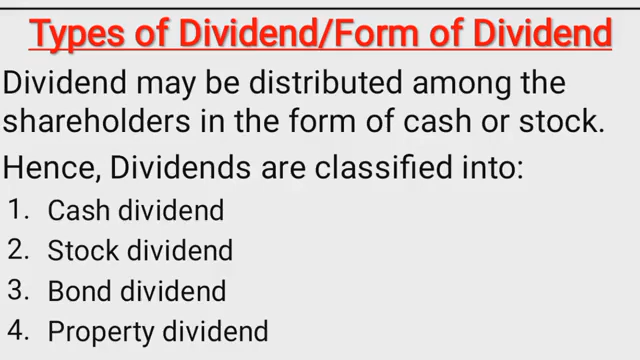 Types of Dividend/Form of Dividend
Dividend may be distributed among the
shareholders in the form of cash or stock.
Hence, Dividends are classified into:
1. Cash dividend
2. Stock dividend
3. Bond dividend
4. Property dividend